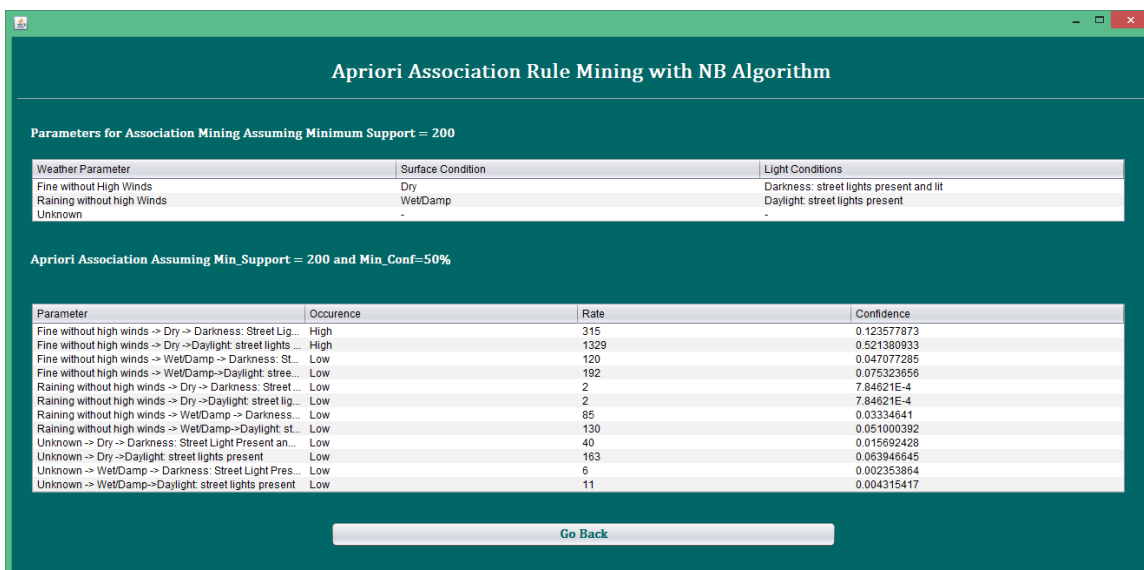 Apriori Association Rule Mining with NB Algorithm
Parameters for Association Mining Assuming Minimum Support = 200
Weather Parameter Surface Condition Light Conditions
Fine without High Winds Dry Darkness: street lights present and lit
Raining without high Winds Wet/Damp Daylight: street lights present
Unknown - -
Apriori Association Assuming Min_Support = 200 and Min_Conf=50%
Parameter Occurence Rate Confidence
Fine without high winds -> Dry -> Darkness: Street Lig... High 315 0.123577873
Fine without high winds -> Dry ->Daylight: street lights ... High 1329 0.521380933
Fine without high winds -> Wet/Damp -> Darkness: St... Low 120 0.047077285
Fine without high winds -> Wet/Damp->Daylight: stree... Low 192 0.075323656
Raining without high winds -> Dry -> Darkness: Street ... Low 2 7.84621E-4
Raining without high winds -> Dry ->Daylight: street lig... Low 2 7.84621E-4
Raining without high winds -> Wet/Damp -> Darkness... Low 85 0.03334641
Raining without high winds -> Wet/Damp->Daylight: st... Low 130 0.051000392
Unknown -> Dry -> Darkness: Street Light Present an... Low 40 0.015692428
Unknown -> Dry ->Daylight: street lights present Low 163 0.063946645
Unknown -> Wet/Damp -> Darkness: Street Light Pres... Low 6 0.002353864
Unknown -> Wet/Damp->Daylight: street lights present Low 11 0.004315417
Go Back